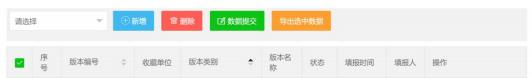 请选择 新增 删除 数据提交 导出选中数据
序号 版本编号 收藏单位 版本类别 版本名称 状态 填报时间 填报人 操作